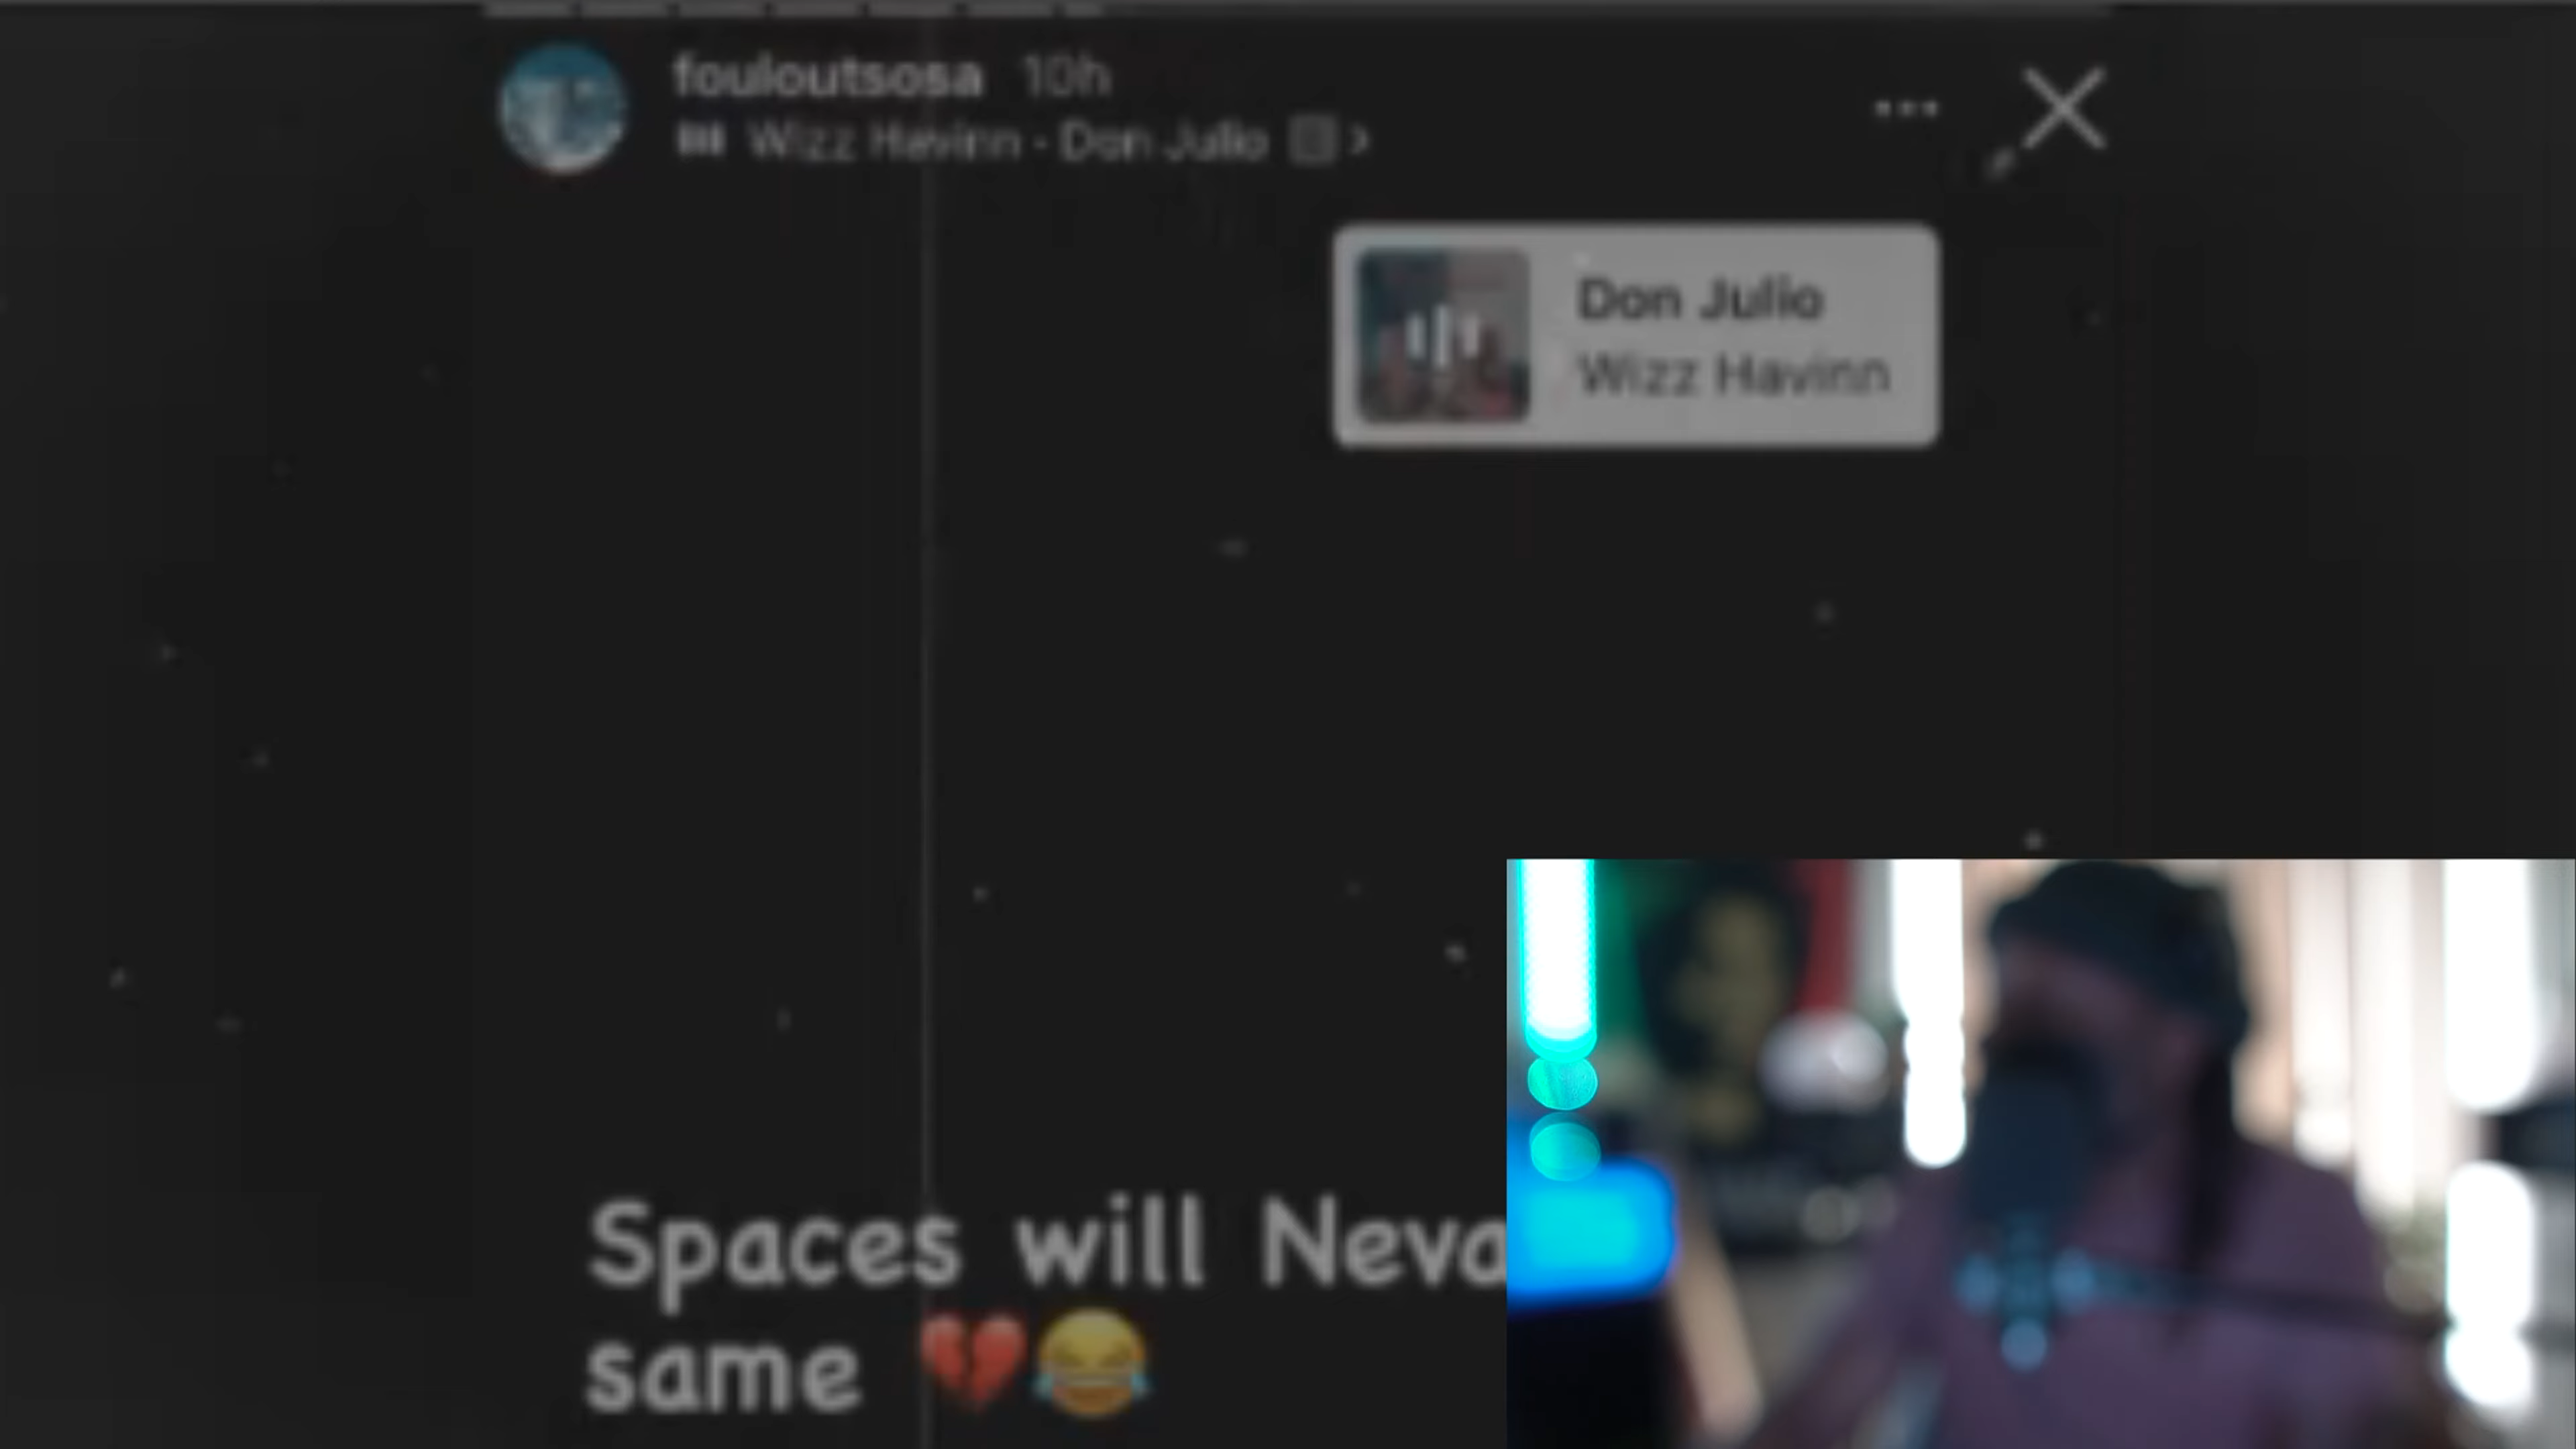 fouloutsosa 10h
Wizz Havinn - Don Julio
Don Julio
Wizz Havinn
Spaces will Neva
same 💔😂